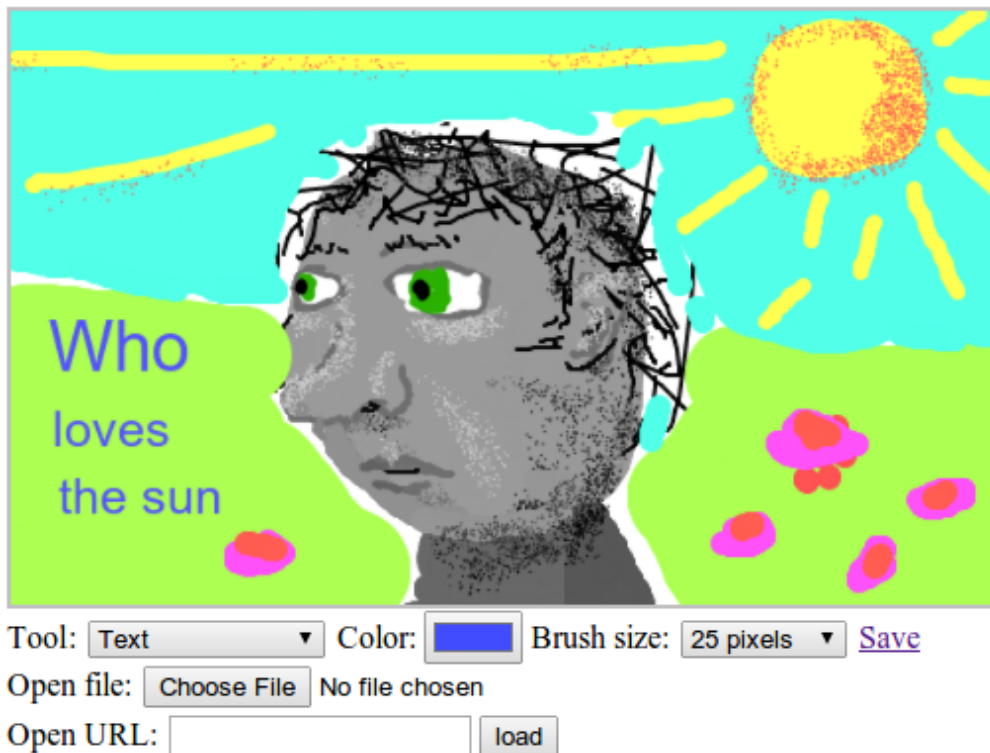 Who
loves
the sun
Tool: Text Color: Brush size: 25 pixels Save
Open file: Choose File No file chosen
Open URL: load